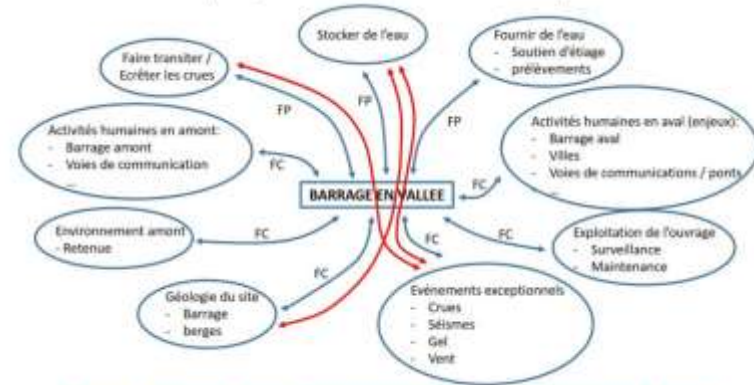 Stocker de l'eau
Faire transiter /
Ecrêter les crues
Fournir de l'eau
- Soutien d'étiage
- prélèvements
FP
FP
FP
Activités humaines en amont:
- Barrage amont
- Voies de communication
...
FC
Activités humaines en aval (enjeux):
- Barrage aval
- Villes
- Voies de communications / ponts
...
FC
BARRAGE EN VALLEE
Environnement amont
- Retenue
FC
FC
FC
Exploitation de l'ouvrage
- Surveillance
- Maintenance
FC
Géologie du site
- Barrage
- berges
Evénements exceptionnels
- Crues
- Séismes
- Gel
- Vent